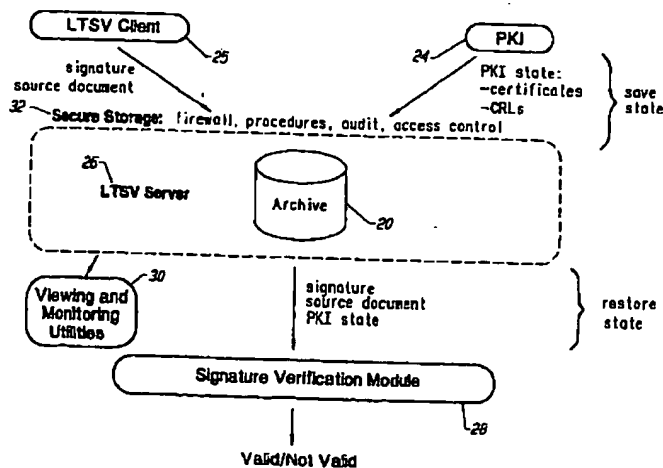 LTSV Client
25
PKI
24
signature
source document
PKI state:
-certificates
-CRLs
save
state
32 Secure Storage: firewall, procedures, audit, access control
26
LTSV Server
Archive
20
30
Viewing and
Monitoring
Utilities
signature
source document
PKI state
restore
state
Signature Verification Module
28
Valid/Not Valid